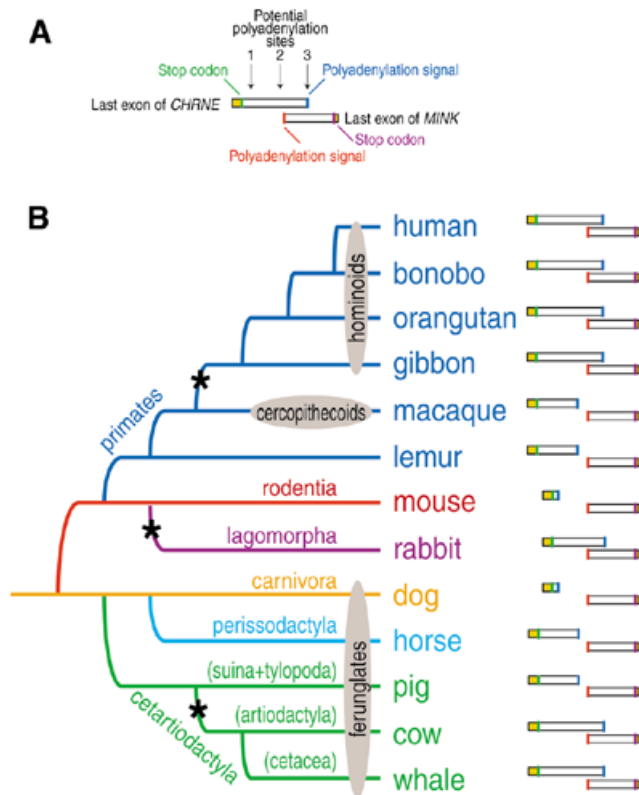 A
Potential
polyadenylation
sites
1 2 3
Stop codon
Polyadenylation signal
Last exon of CHRNE
Last exon of MINK
Stop codon
Polyadenylation signal
B
human
bonobo
orangutan
gibbon
hominoids
macaque
cercopithecoids
primates
lemur
rodentia
mouse
lagomorpha
rabbit
carnivora
dog
perissodactyla
horse
(suina+tylopoda)
pig
ferunglates
cetartiodactyla
(artiodactyla)
cow
(cetacea)
whale